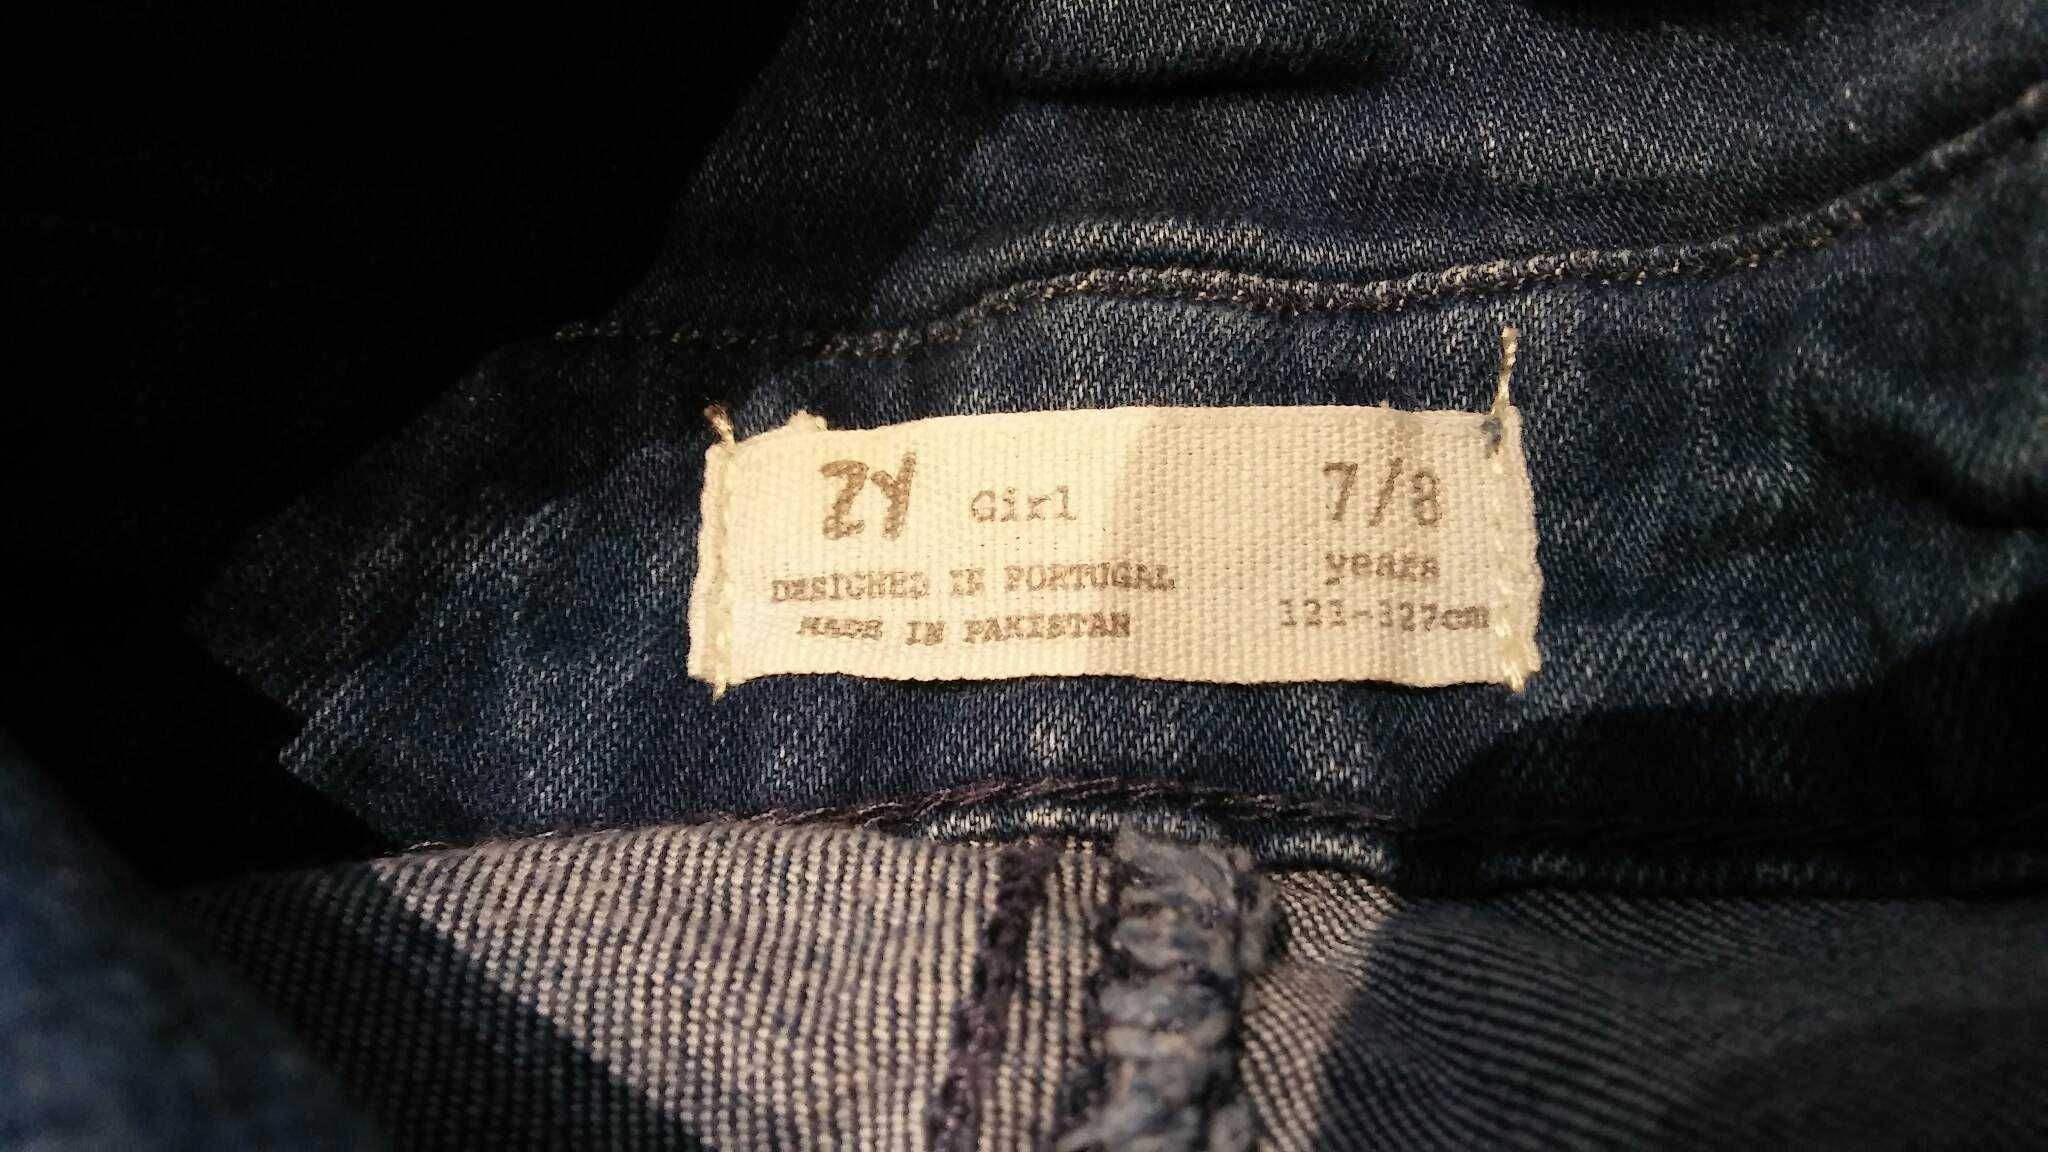 ZY Girl 7/8
years
DESIGNED IN PORTUGAL
MADE IN PAKISTAN
121-127cm